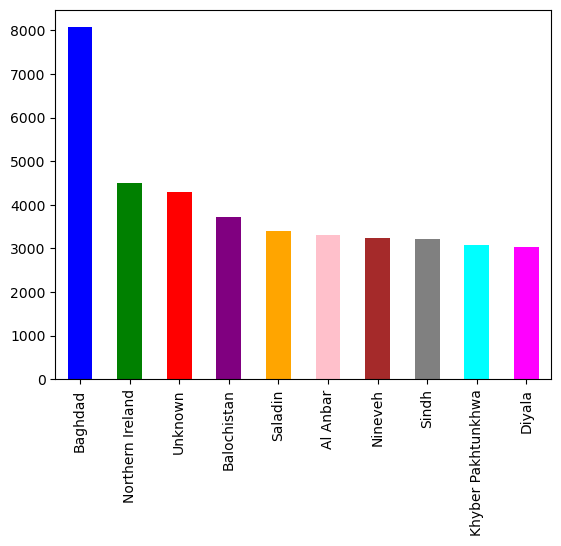 8000
7000
6000
5000
4000
3000
2000
1000
0
Baghdad
Northern Ireland
Unknown
Balochistan
Saladin
Al Anbar
Nineveh
Sindh
Khyber Pakhtunkhwa
Diyala